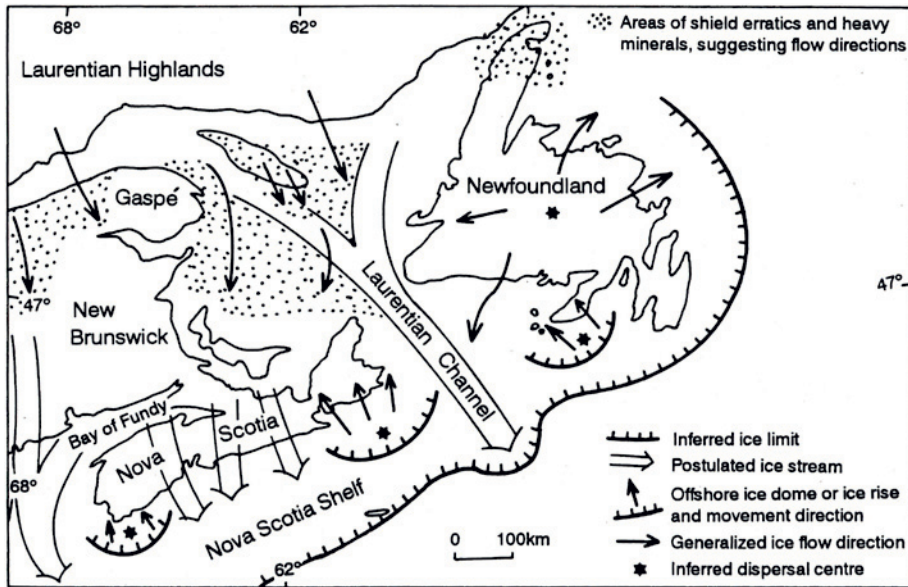 68°
62°
Areas of shield erratics and heavy
minerals, suggesting flow directions
Laurentian Highlands
Gaspé
Newfoundland
47°
47°
New
Brunswick
Laurentian Channel
Bay of Fundy
Nova
Scotia
68°
Nova Scotia Shelf
62°
0 100km
Inferred ice limit
Postulated ice stream
Offshore ice dome or ice rise
and movement direction
Generalized ice flow direction
Inferred dispersal centre